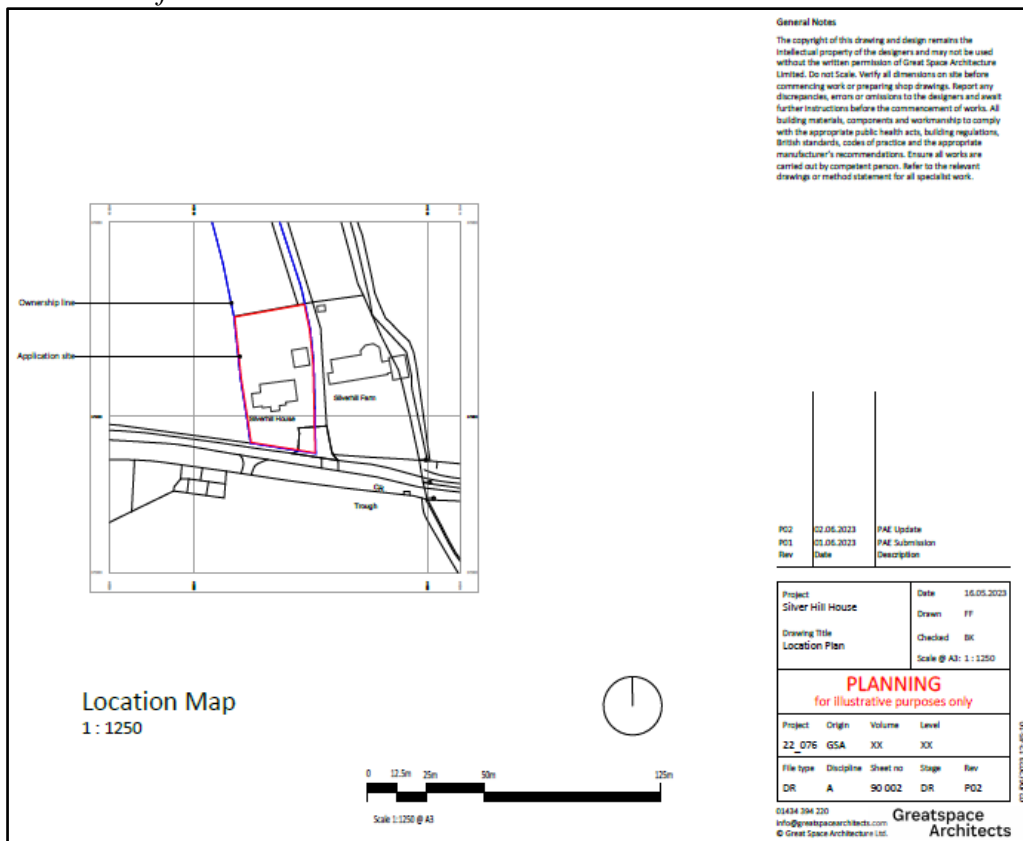 General Notes
The copyright of this drawing and design remains the
intellectual property of the designers and may not be used
without the written permission of Great Space Architecture
Limited. Do not Scale. Verify all dimensions on site before
commencing work or preparing shop drawings. Report any
discrepancies, errors or omissions to the designers and await
further instructions before the commencement of works. All
building materials, components and workmanship to comply
with the appropriate public health acts, building regulations,
British standards, codes of practice and the appropriate
manufacturer's recommendations. Ensure all works are
carried out by competent person. Refer to the relevant
drawings or method statement for all specialist work.
Ownership line
Application site
Silverhill Farm
Silverhill House
GP
Trough
P02 02.06.2023 PAE Update
P01 01.06.2023 PAE Submission
Rev Date Description
Project
Silver Hill House
Date 16.05.2023
Drawn FF
Drawing Title
Location Plan
Checked BK
Scale @ A3: 1 : 1250
PLANNING
for illustrative purposes only
Project Origin Volume Level
22_076 GSA XX XX
File type Discipline Sheet no Stage Rev
DR A 90 002 DR P02
01434 394 220
info@greatspacearchitects.com
© Great Space Architecture Ltd.
Greatspace
Architects
Location Map
1 : 1250
0 12.5m 25m 50m 125m
Scale 1:1250 @ A3